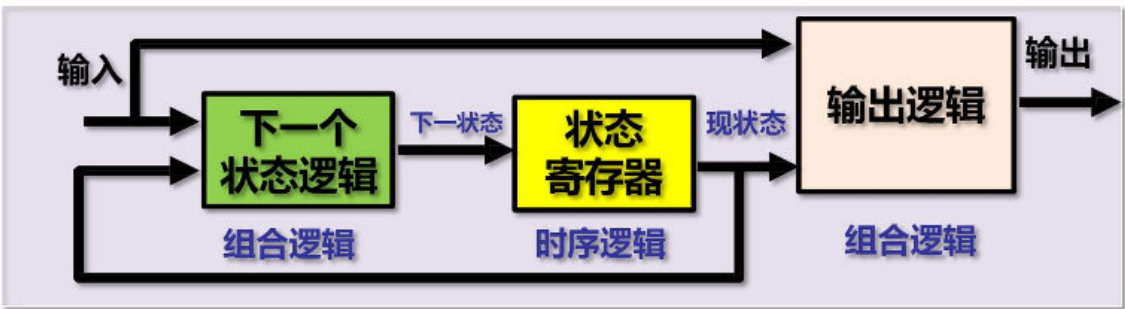 输入
输出
下一个
状态逻辑
下一状态
状态
寄存器
现状态
输出逻辑
组合逻辑
时序逻辑
组合逻辑